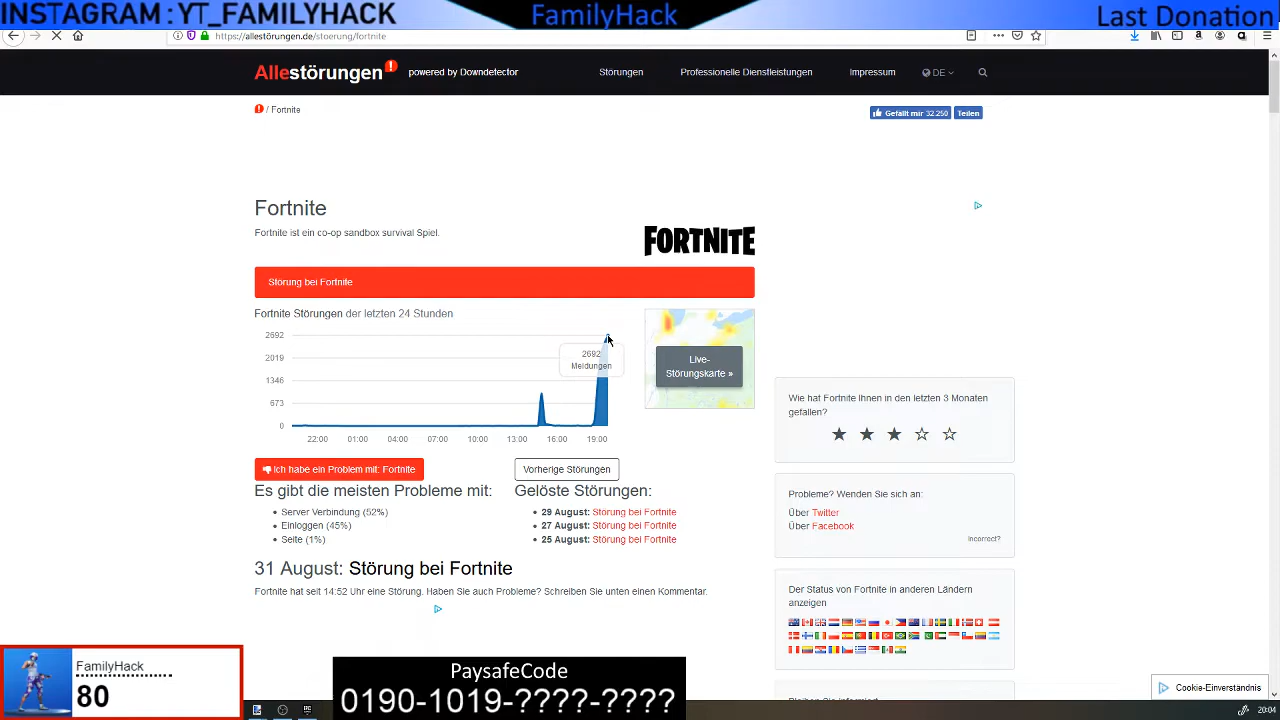 INSTAGRAM : YT_FAMILYHACK
FamilyHack
Last Donation
https://allestörungen.de/stoerung/fortnite
Allestörungen! powered by Downdetector
Störungen
Professionelle Dienstleistungen
Impressum
DE
! / Fortnite
Gefällt mir 32.250
Teilen
Fortnite
Fortnite ist ein co-op sandbox survival Spiel.
FORTNITE
Störung bei Fortnite
Fortnite Störungen der letzten 24 Stunden
2692
2019
1346
673
0
2692
Meldungen
22:00 01:00 04:00 07:00 10:00 13:00 16:00 19:00
Live-
Störungskarte »
Wie hat Fortnite Ihnen in den letzten 3 Monaten
gefallen?
Ich habe ein Problem mit: Fortnite
Vorherige Störungen
Es gibt die meisten Probleme mit:
Server Verbindung (52%)
Einloggen (45%)
Seite (1%)
Gelöste Störungen:
29 August: Störung bei Fortnite
27 August: Störung bei Fortnite
25 August: Störung bei Fortnite
Probleme? Wenden Sie sich an:
Über Twitter
Über Facebook
Incorrect?
31 August: Störung bei Fortnite
Fortnite hat seit 14:52 Uhr eine Störung. Haben Sie auch Probleme? Schreiben Sie unten einen Kommentar.
Der Status von Fortnite in anderen Ländern
anzeigen
FamilyHack
80
PaysafeCode
0190-1019-????-????
Cookie-Einverständnis
20:04